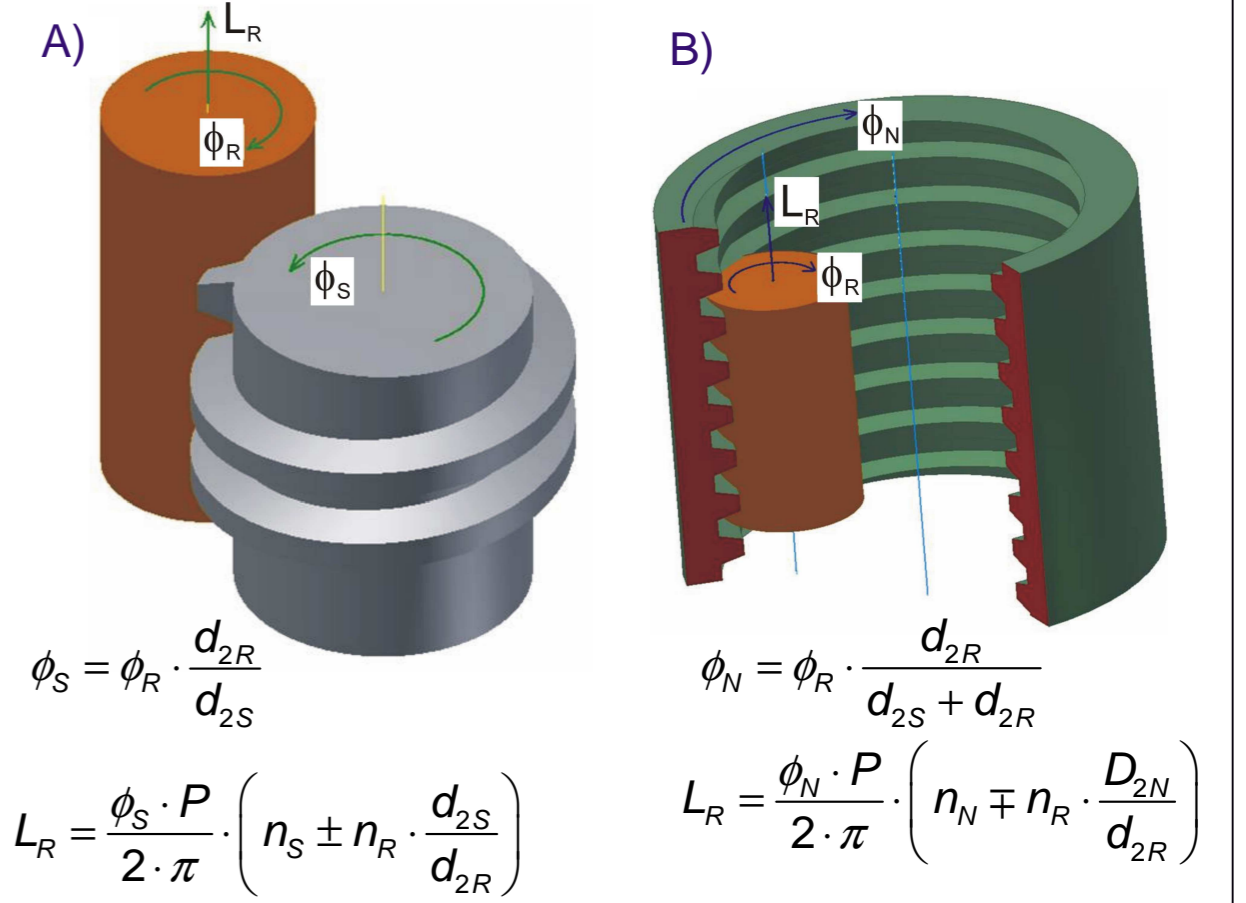 A)
L_R
ϕ_R
ϕ_S
ϕ_S = ϕ_R · d_2R / d_2S
L_R = ϕ_S · P / 2 · π · ( n_S ± n_R · d_2S / d_2R )
B)
ϕ_N
L_R
ϕ_R
ϕ_N = ϕ_R · d_2R / d_2S + d_2R
L_R = ϕ_N · P / 2 · π · ( n_N ∓ n_R · D_2N / d_2R )